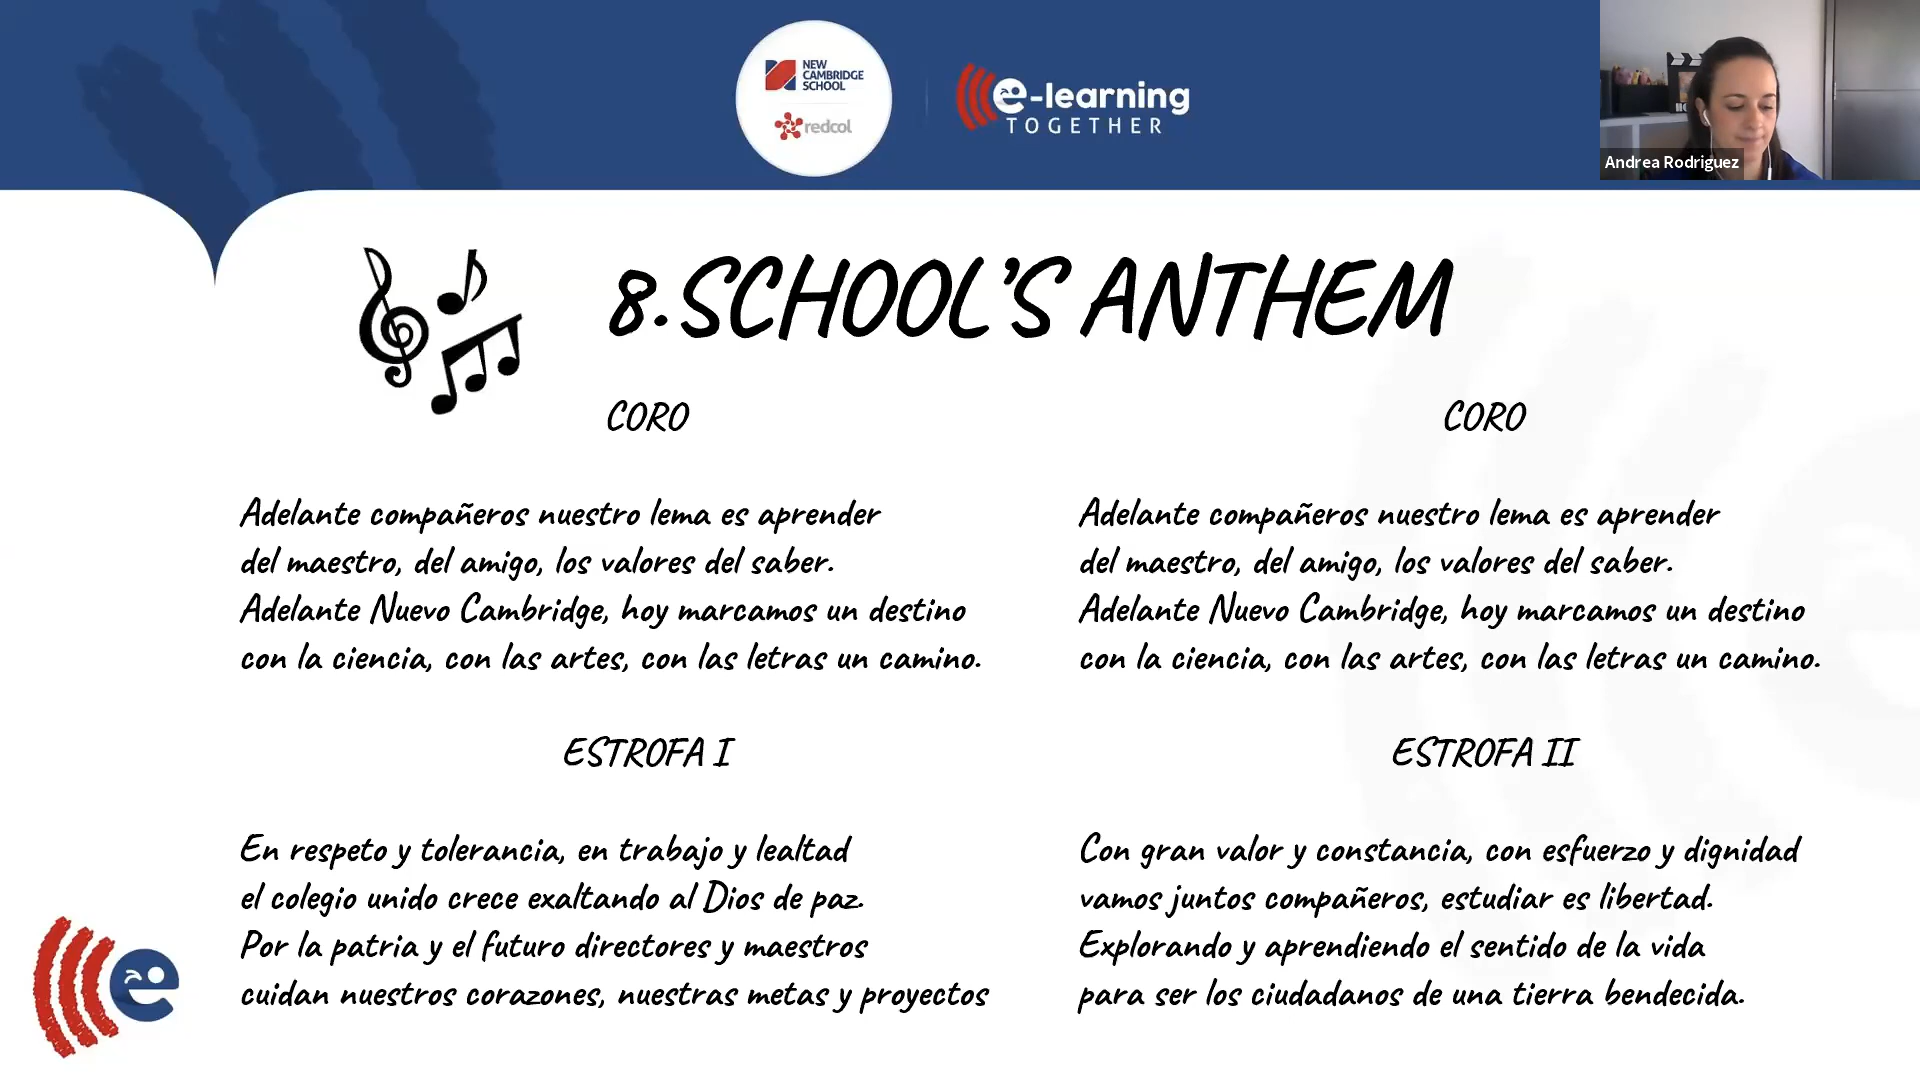 NEW
CAMBRIDGE
SCHOOL
redcol
e-learning
TOGETHER
Andrea Rodriguez
8.SCHOOL'S ANTHEM
CORO
Adelante compañeros nuestro lema es aprender
del maestro, del amigo, los valores del saber.
Adelante Nuevo Cambridge, hoy marcamos un destino
con la ciencia, con las artes, con las letras un camino.
ESTROFA I
En respeto y tolerancia, en trabajo y lealtad
el colegio unido crece exaltando al Dios de paz.
Por la patria y el futuro directores y maestros
cuidan nuestros corazones, nuestras metas y proyectos
CORO
Adelante compañeros nuestro lema es aprender
del maestro, del amigo, los valores del saber.
Adelante Nuevo Cambridge, hoy marcamos un destino
con la ciencia, con las artes, con las letras un camino.
ESTROFA II
Con gran valor y constancia, con esfuerzo y dignidad
vamos juntos compañeros, estudiar es libertad.
Explorando y aprendiendo el sentido de la vida
para ser los ciudadanos de una tierra bendecida.
e